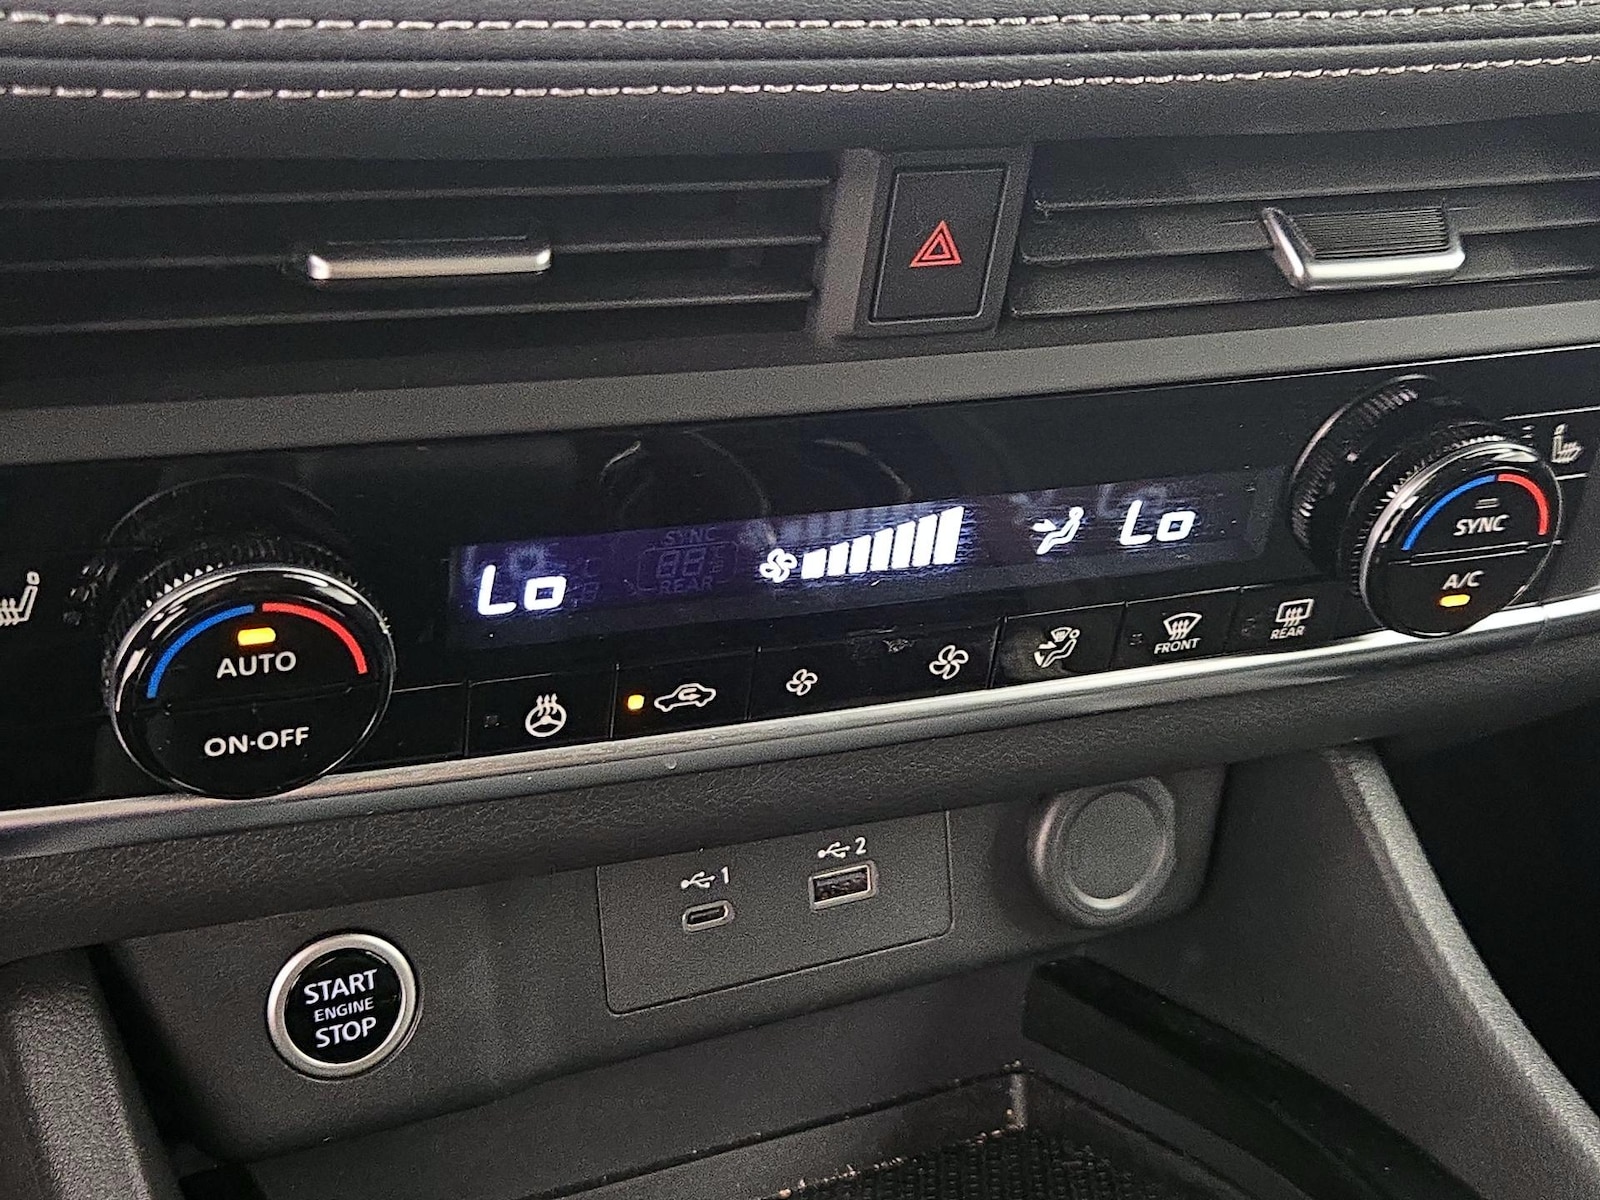 SYNC
REAR
Lo
Lo
SYNC
A/C
AUTO
ON·OFF
FRONT
REAR
1
2
START
ENGINE
STOP